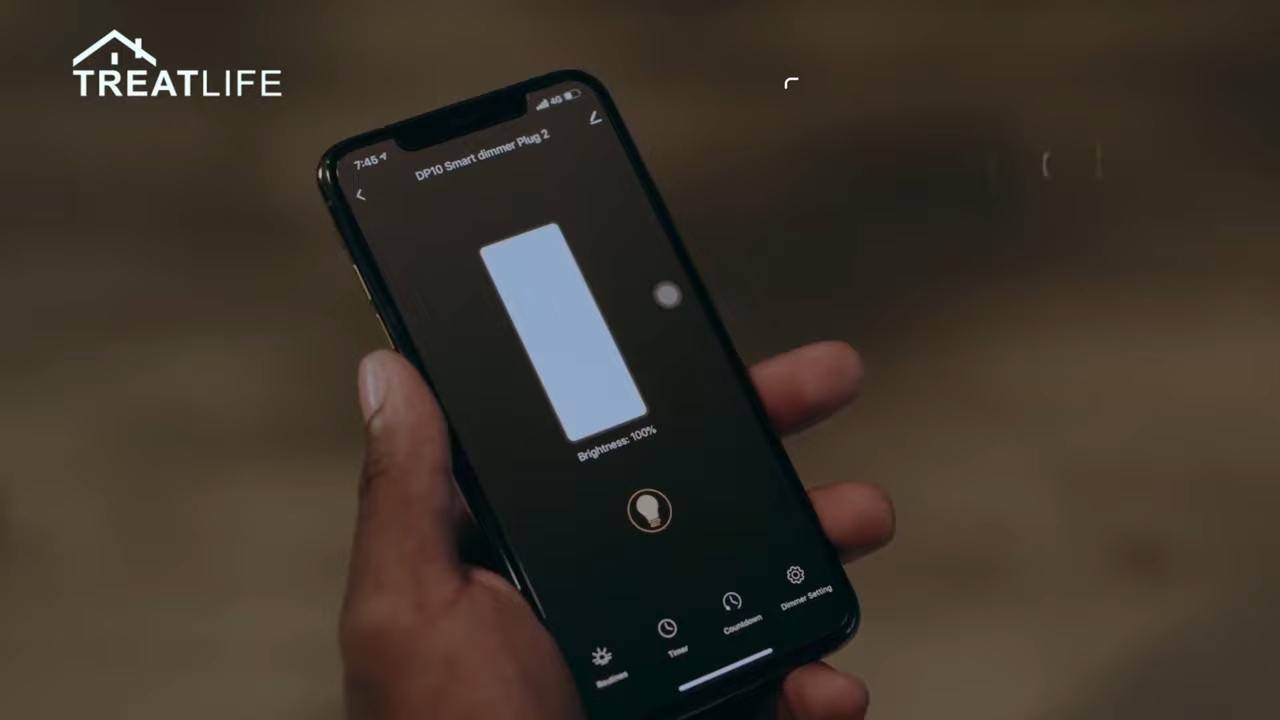 TREATLIFE
7:45
4G
DP10 Smart dimmer Plug 2
Brightness: 100%
Routines
Timer
Countdown
Dimmer Setting